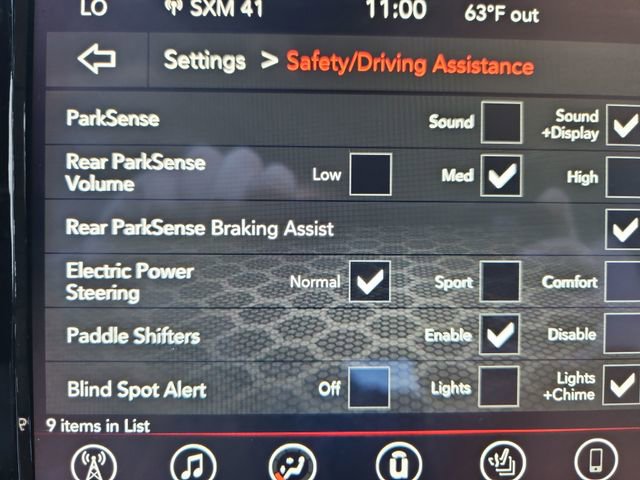 LO SXM 41 11:00 63°F out
Settings > Safety/Driving Assistance
ParkSense Sound Sound
+Display
Rear ParkSense
Volume Low Med High
Rear ParkSense Braking Assist
Electric Power
Steering Normal Sport Comfort
Paddle Shifters Enable Disable
Blind Spot Alert Off Lights Lights
+Chime
9 items in List
P